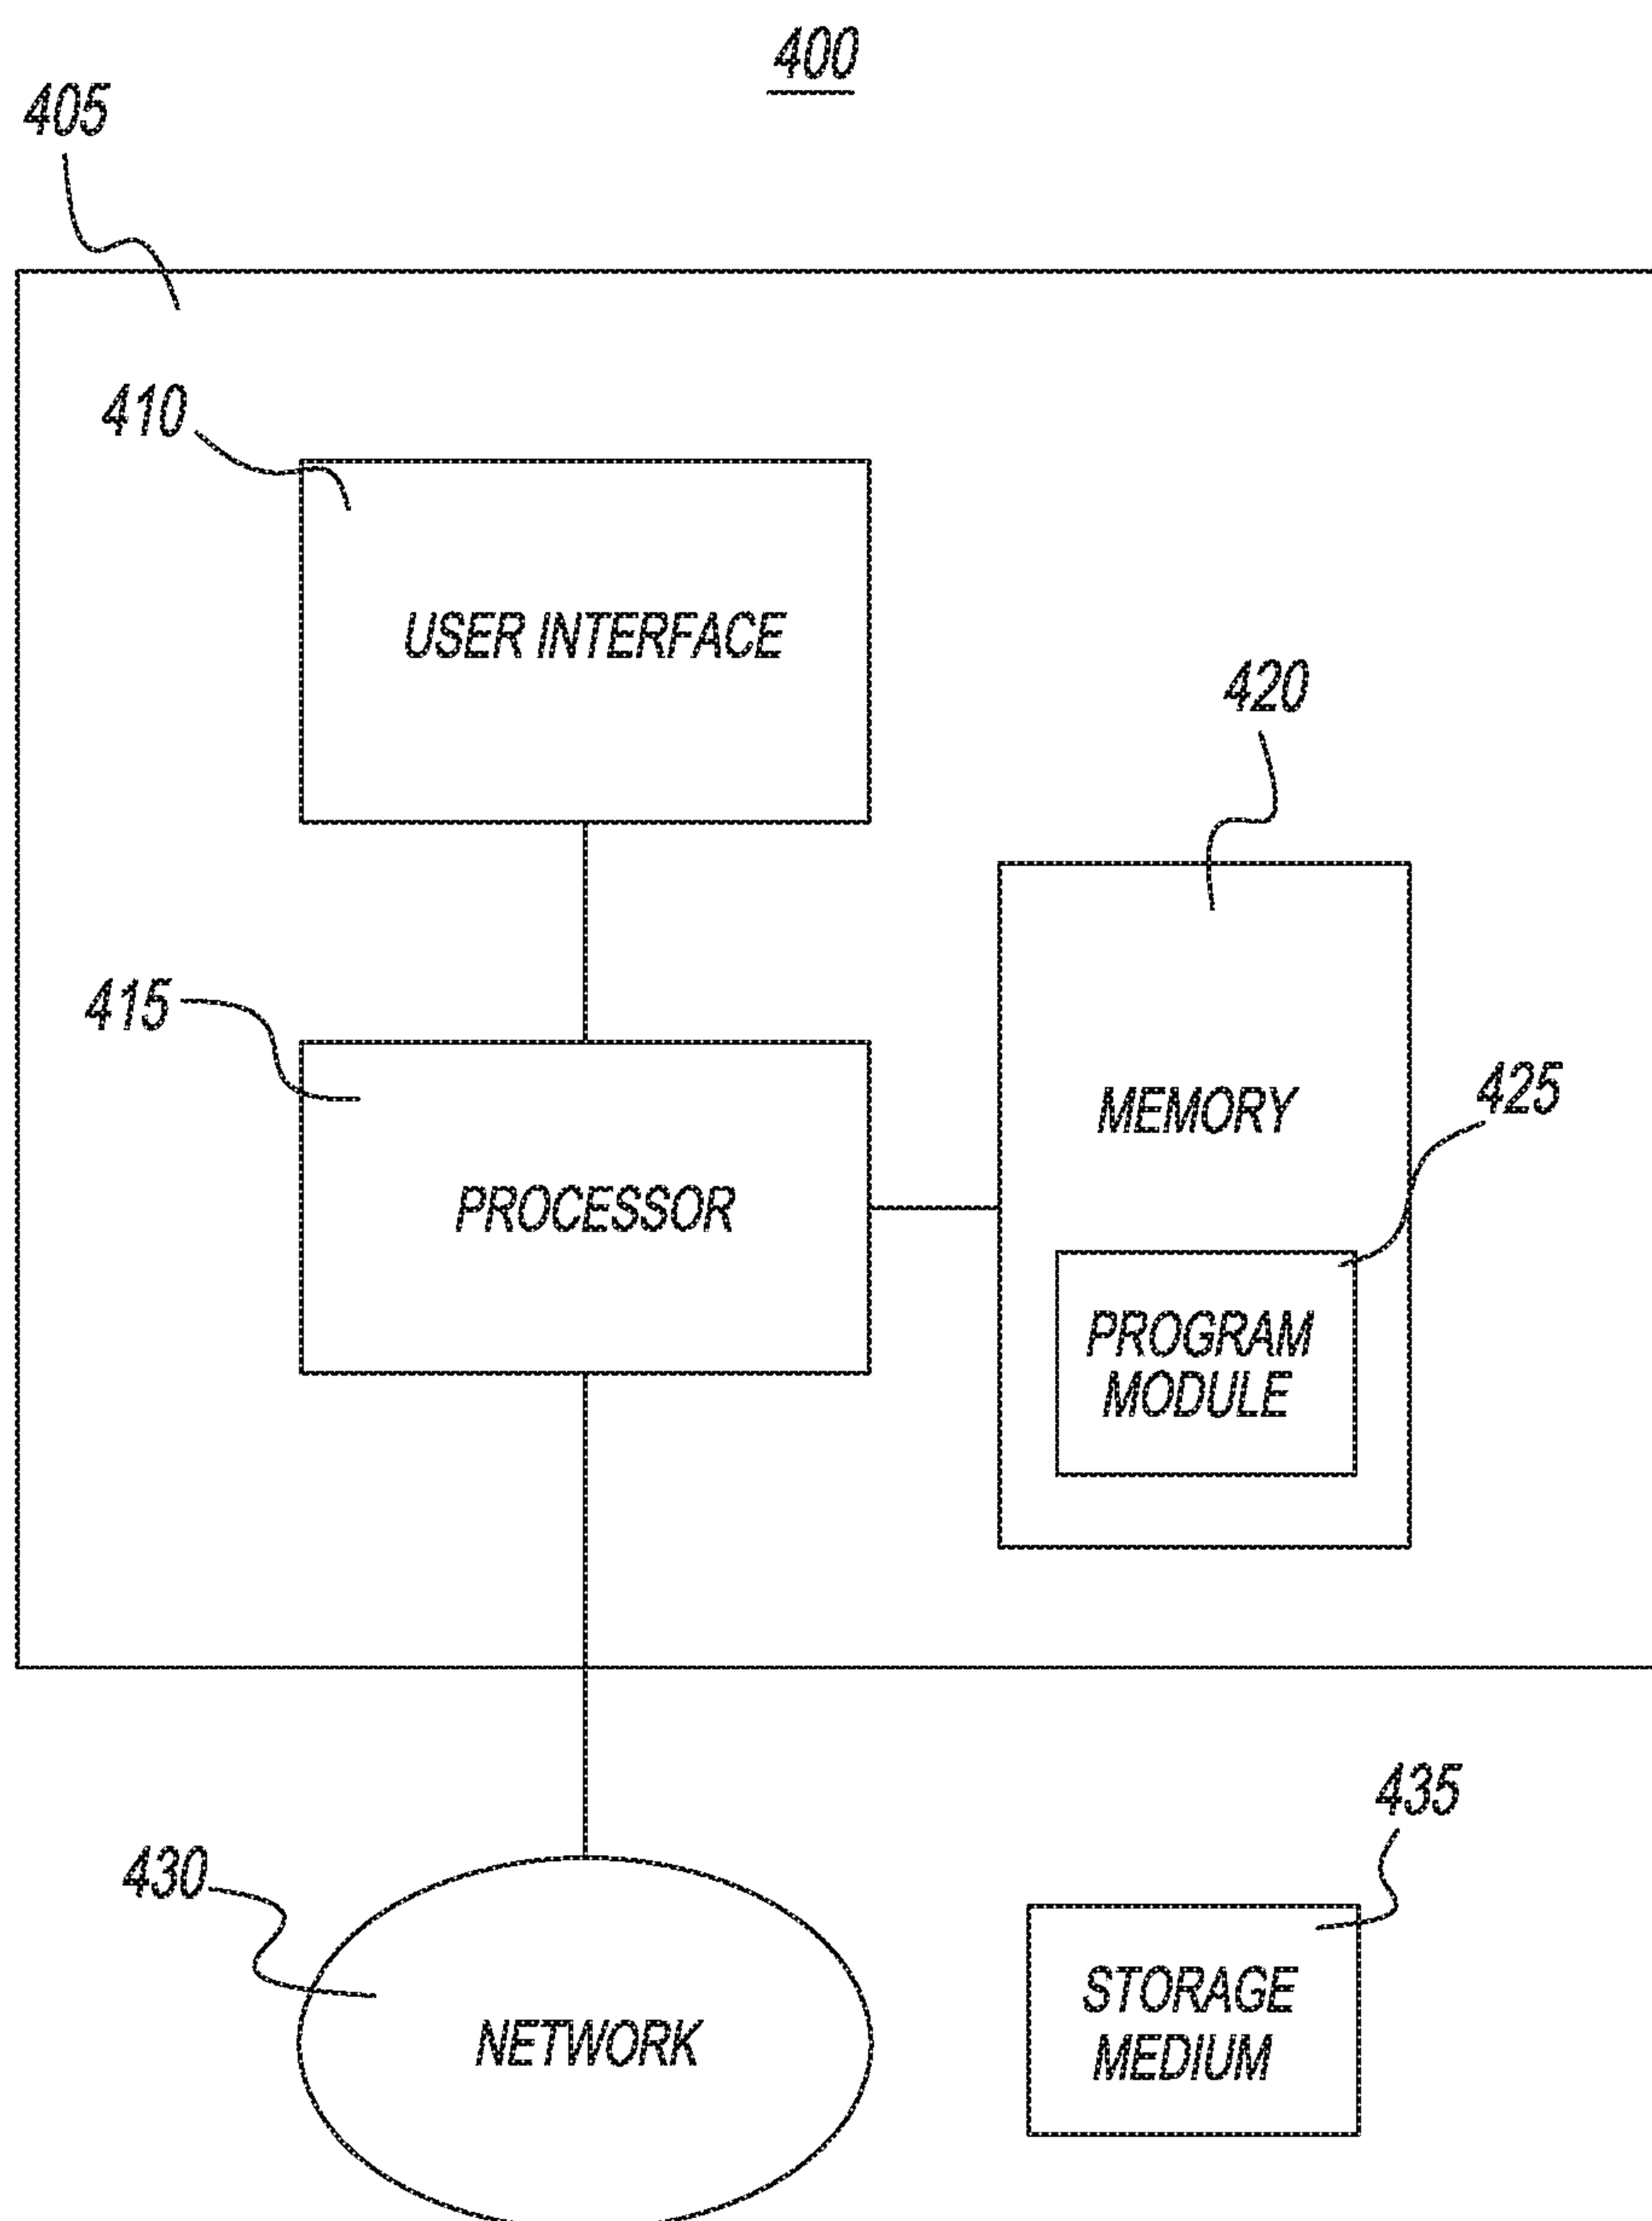 400
405
410
USER INTERFACE
420
415
MEMORY
425
PROCESSOR
PROGRAM
MODULE
435
430
STORAGE
NETWORK
MEDIUM